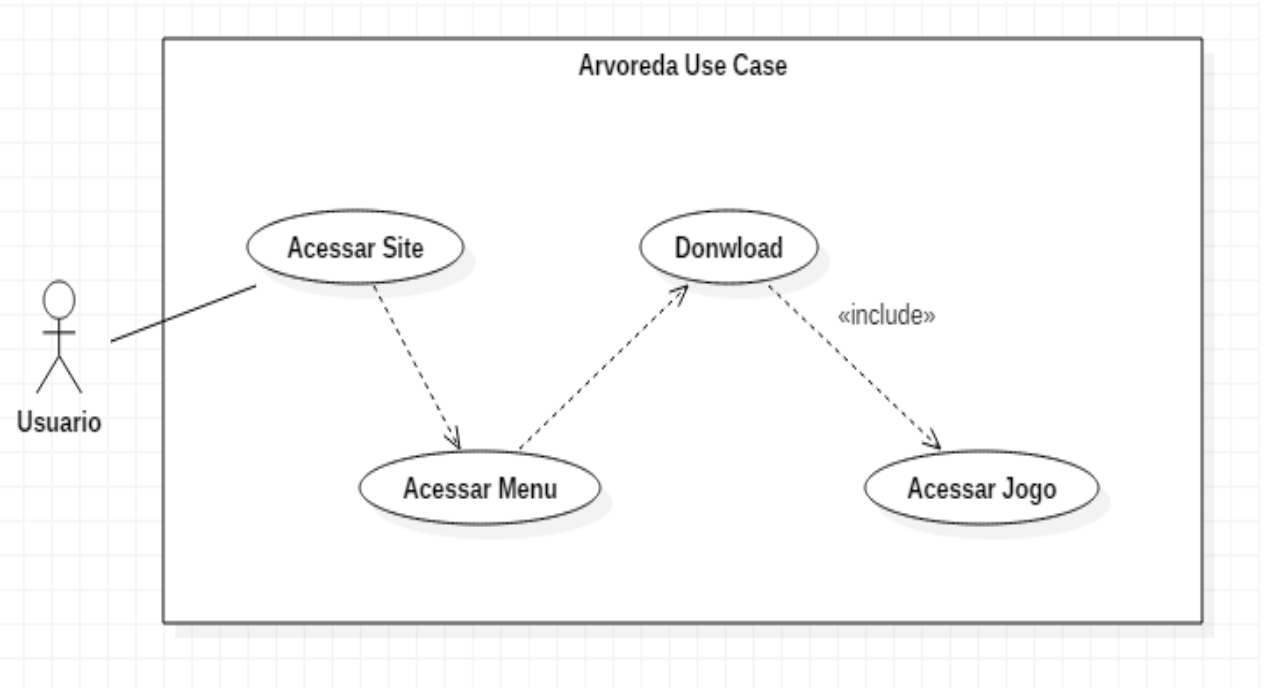 Arvoreda Use Case
Acessar Site
Donwload
«include»
Usuario
Acessar Menu
Acessar Jogo